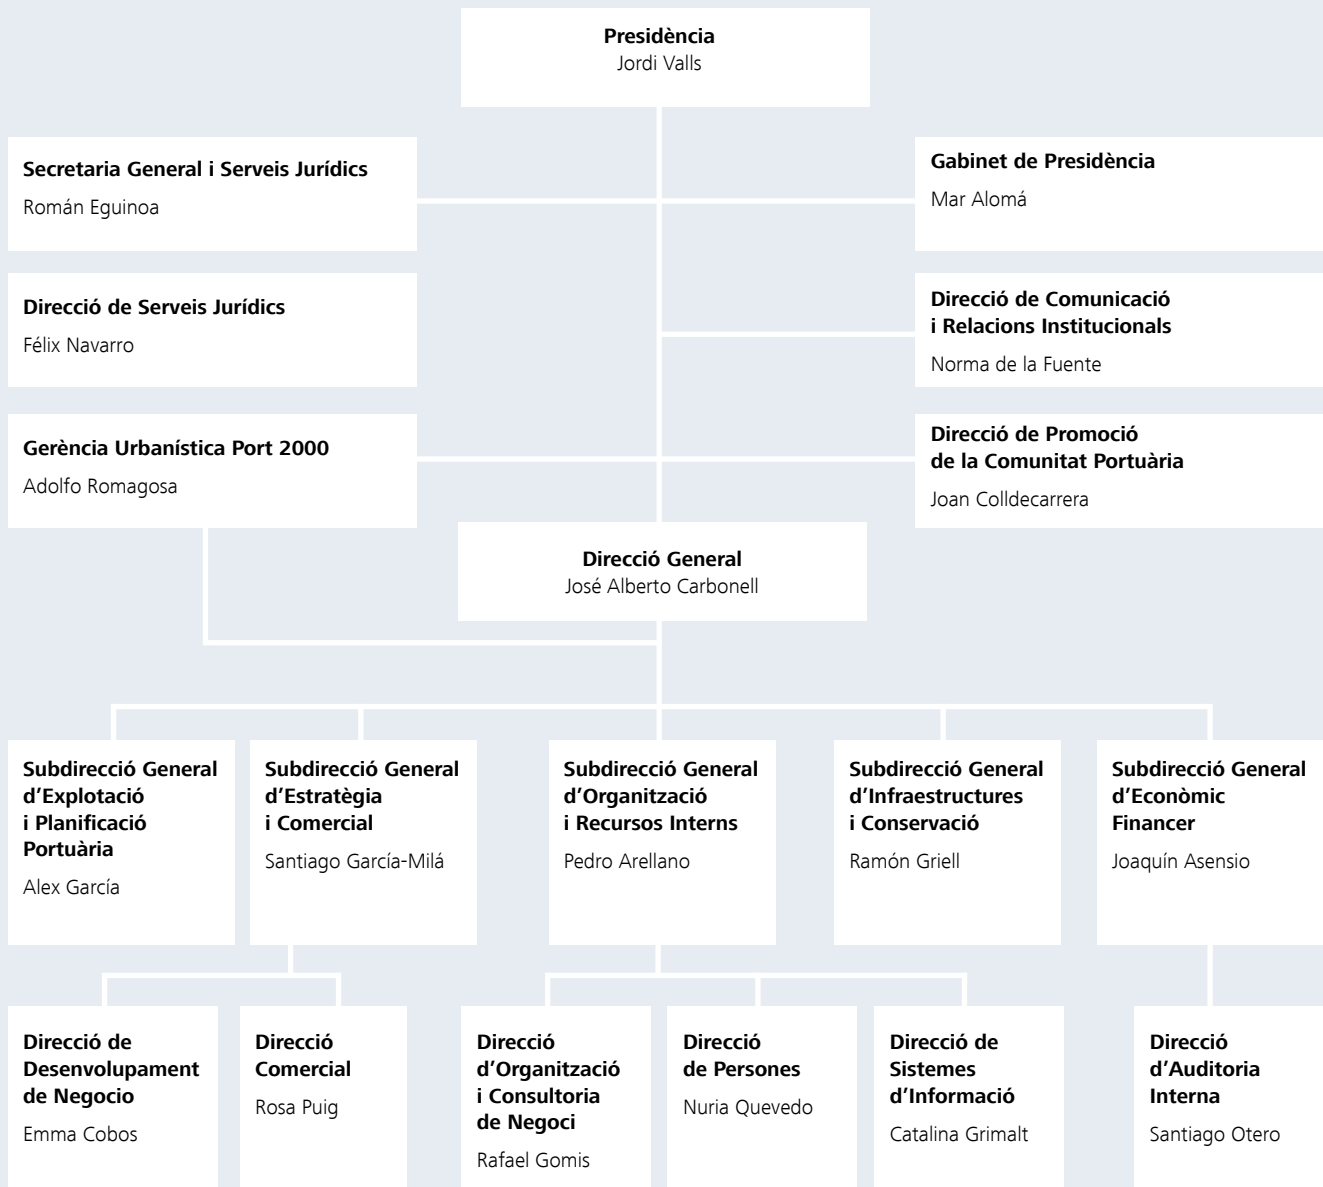 Presidència
Jordi Valls
Secretaria General i Serveis Jurídics
Román Eguinoa
Gabinet de Presidència
Mar Alomá
Direcció de Serveis Jurídics
Félix Navarro
Direcció de Comunicació
i Relacions Institucionals
Norma de la Fuente
Gerència Urbanística Port 2000
Adolfo Romagosa
Direcció de Promoció
de la Comunitat Portuària
Joan Colldecarrera
Direcció General
José Alberto Carbonell
Subdirecció General
d’Explotació
i Planificació
Portuària
Alex García
Subdirecció General
d’Estratègia
i Comercial
Santiago García-Milá
Subdirecció General
d’Organització
i Recursos Interns
Pedro Arellano
Subdirecció General
d’Infraestructures
i Conservació
Ramón Griell
Subdirecció General
d’Econòmic
Financer
Joaquín Asensio
Direcció de
Desenvolupament
de Negocio
Emma Cobos
Direcció
Comercial
Rosa Puig
Direcció
d’Organització
i Consultoria
de Negoci
Rafael Gomis
Direcció
de Persones
Nuria Quevedo
Direcció de
Sistemes
d’Informació
Catalina Grimalt
Direcció
d’Auditoria
Interna
Santiago Otero